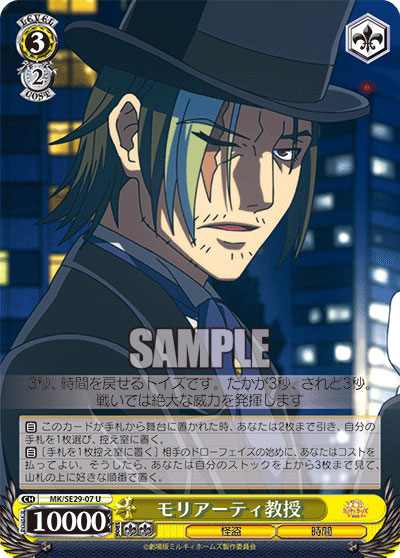 LEVEL
3
2
COST
SAMPLE
3秒、時間を戻せるトイズです。たかが3秒、されど3秒。
戦いでは絶大な威力を発揮します
自 このカードが手札から舞台に置かれた時、あなたは2枚まで引き、自分の
手札を1枚選び、控え室に置く。
自 [手札を1枚控室に置く] 相手のドローフェイズの始めに、あなたはコストを
払ってよい。そうしたら、あなたは自分のストックを上から3枚まで見て、
山札の上に好きな順番で置く。
CH MK/SE29-07 U
10000
モリアーティ教授
怪盗 時間
©劇場版ミルキィホームズ製作委員会